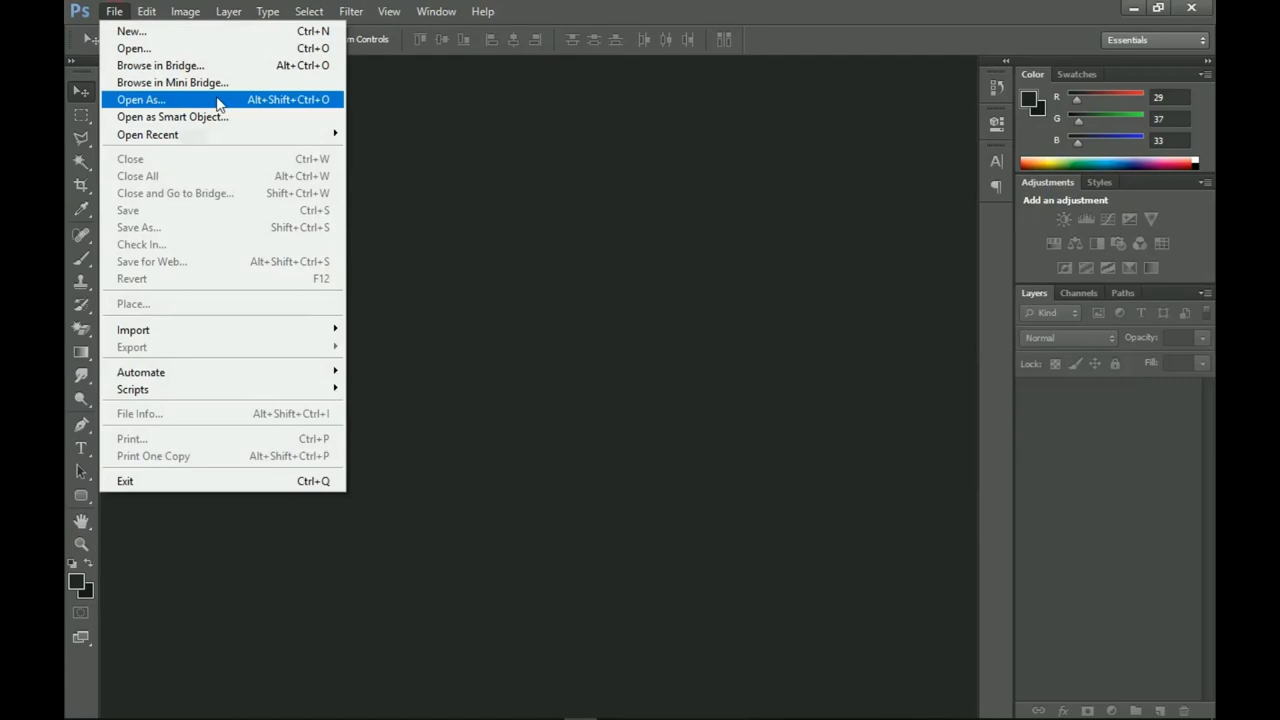 Ps File Edit Image Layer Type Select Filter View Window Help
m Controls
Essentials
New... Ctrl+N
Open... Ctrl+O
Browse in Bridge... Alt+Ctrl+O
Browse in Mini Bridge...
Open As... Alt+Shift+Ctrl+O
Open as Smart Object...
Open Recent
Close Ctrl+W
Close All Alt+Ctrl+W
Close and Go to Bridge... Shift+Ctrl+W
Save Ctrl+S
Save As... Shift+Ctrl+S
Check In...
Save for Web... Alt+Shift+Ctrl+S
Revert F12
Place...
Import
Export
Automate
Scripts
File Info... Alt+Shift+Ctrl+I
Print... Ctrl+P
Print One Copy Alt+Shift+Ctrl+P
Exit Ctrl+Q
Color Swatches
R 29
G 37
B 33
Adjustments Styles
Add an adjustment
Layers Channels Paths
Kind
Normal Opacity:
Lock: Fill: